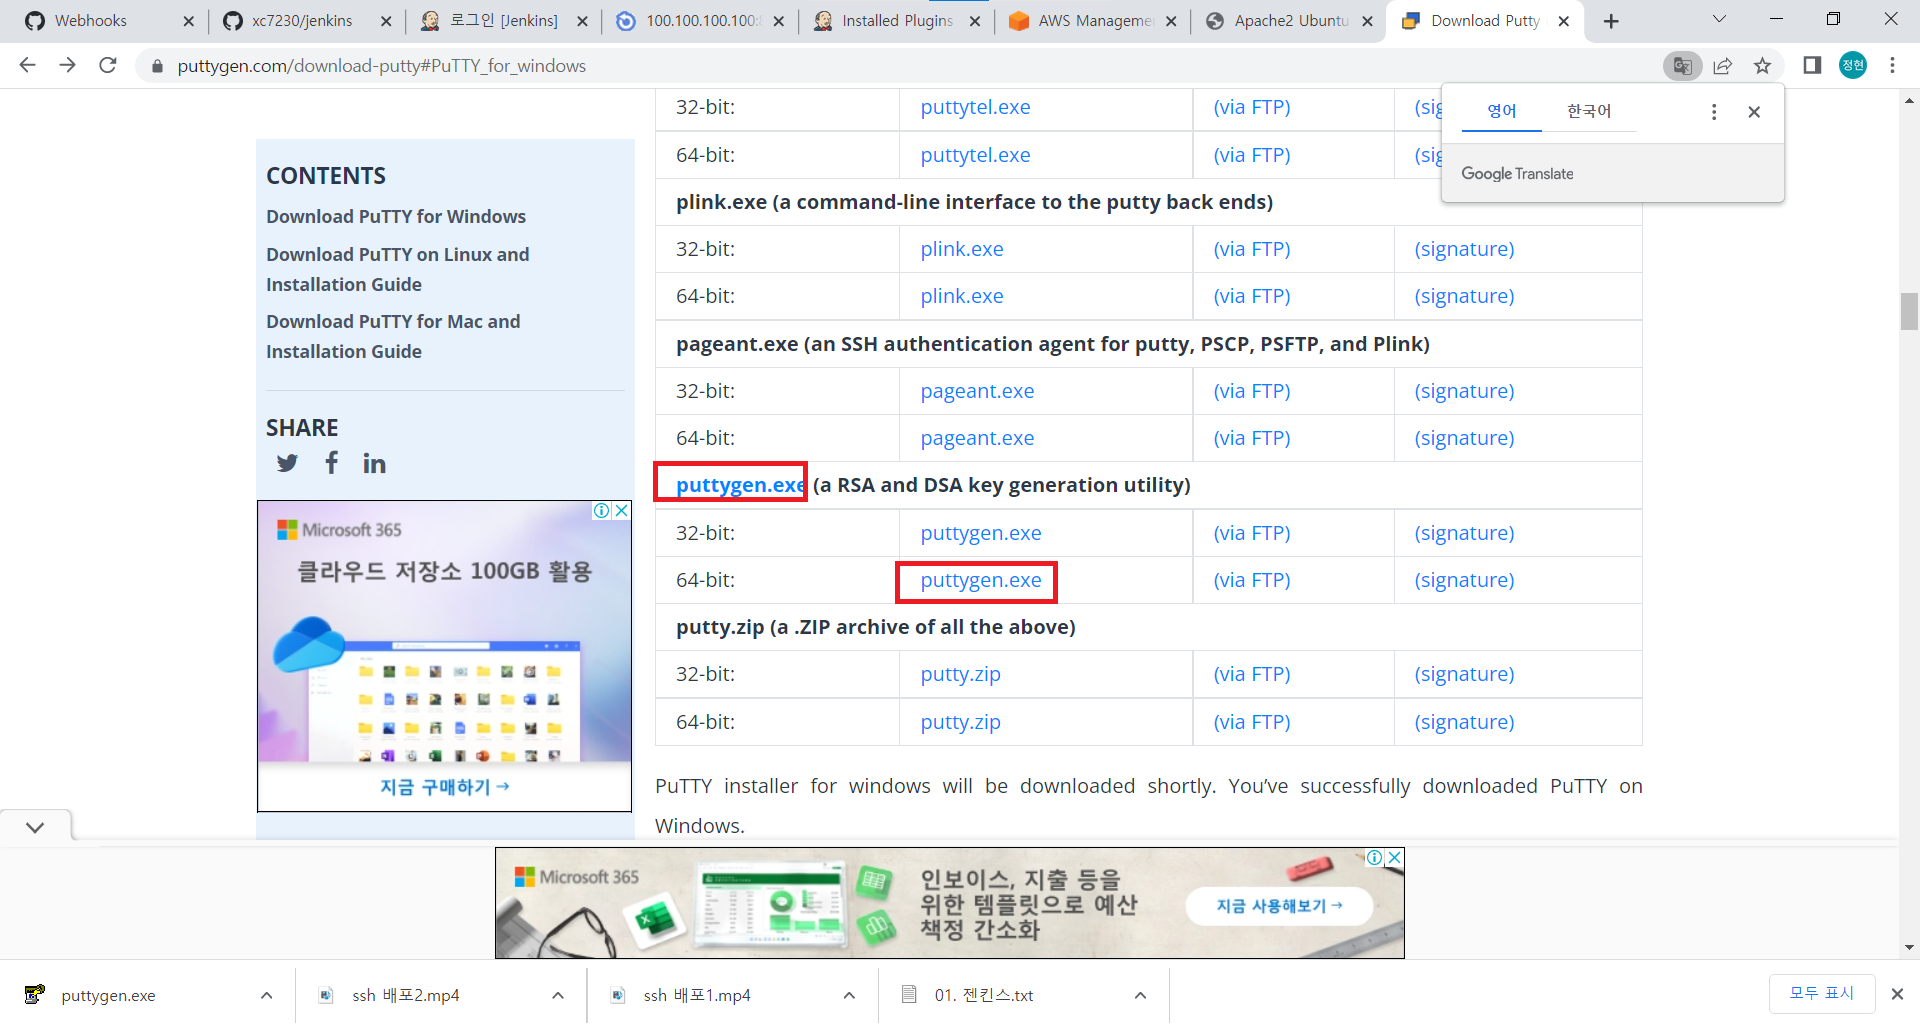 Webhooks
xc7230/jenkins
로그인 [Jenkins]
100.100.100.100:
Installed Plugins
AWS Manageme
Apache2 Ubuntu
Download Putty
puttygen.com/download-putty#PuTTY_for_windows
정현
영어
한국어
Google Translate
CONTENTS
Download PuTTY for Windows
Download PuTTY on Linux and
Installation Guide
Download PuTTY for Mac and
Installation Guide
SHARE
Microsoft 365
클라우드 저장소 100GB 활용
지금 구매하기 →
32-bit: puttytel.exe (via FTP) (sig
64-bit: puttytel.exe (via FTP) (sig
plink.exe (a command-line interface to the putty back ends)
32-bit: plink.exe (via FTP) (signature)
64-bit: plink.exe (via FTP) (signature)
pageant.exe (an SSH authentication agent for putty, PSCP, PSFTP, and Plink)
32-bit: pageant.exe (via FTP) (signature)
64-bit: pageant.exe (via FTP) (signature)
puttygen.exe (a RSA and DSA key generation utility)
32-bit: puttygen.exe (via FTP) (signature)
64-bit: puttygen.exe (via FTP) (signature)
putty.zip (a .ZIP archive of all the above)
32-bit: putty.zip (via FTP) (signature)
64-bit: putty.zip (via FTP) (signature)
PuTTY installer for windows will be downloaded shortly. You’ve successfully downloaded PuTTY on
Windows.
Microsoft 365
인보이스, 지출 등을
위한 템플릿으로 예산
책정 간소화
지금 사용해보기 →
puttygen.exe
ssh 배포2.mp4
ssh 배포1.mp4
01. 젠킨스.txt
모두 표시